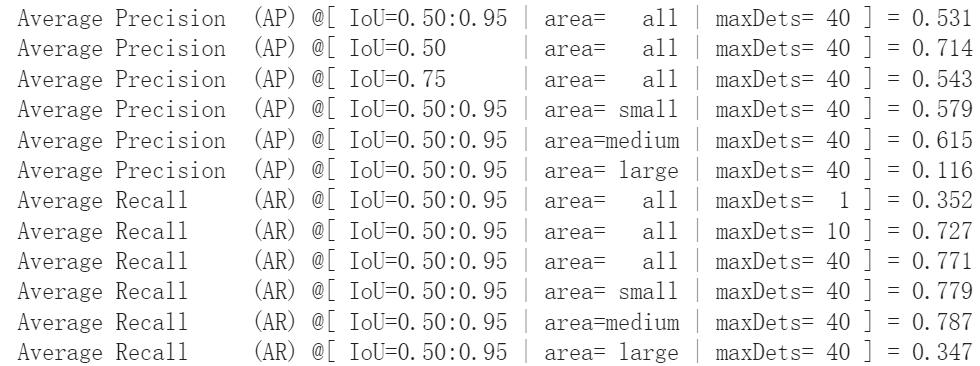 Average Precision  (AP) @[ IoU=0.50:0.95 | area=   all | maxDets= 40 ] = 0.531
Average Precision  (AP) @[ IoU=0.50      | area=   all | maxDets= 40 ] = 0.714
Average Precision  (AP) @[ IoU=0.75      | area=   all | maxDets= 40 ] = 0.543
Average Precision  (AP) @[ IoU=0.50:0.95 | area= small | maxDets= 40 ] = 0.579
Average Precision  (AP) @[ IoU=0.50:0.95 | area=medium | maxDets= 40 ] = 0.615
Average Precision  (AP) @[ IoU=0.50:0.95 | area= large | maxDets= 40 ] = 0.116
Average Recall     (AR) @[ IoU=0.50:0.95 | area=   all | maxDets=  1 ] = 0.352
Average Recall     (AR) @[ IoU=0.50:0.95 | area=   all | maxDets= 10 ] = 0.727
Average Recall     (AR) @[ IoU=0.50:0.95 | area=   all | maxDets= 40 ] = 0.771
Average Recall     (AR) @[ IoU=0.50:0.95 | area= small | maxDets= 40 ] = 0.779
Average Recall     (AR) @[ IoU=0.50:0.95 | area=medium | maxDets= 40 ] = 0.787
Average Recall     (AR) @[ IoU=0.50:0.95 | area= large | maxDets= 40 ] = 0.347